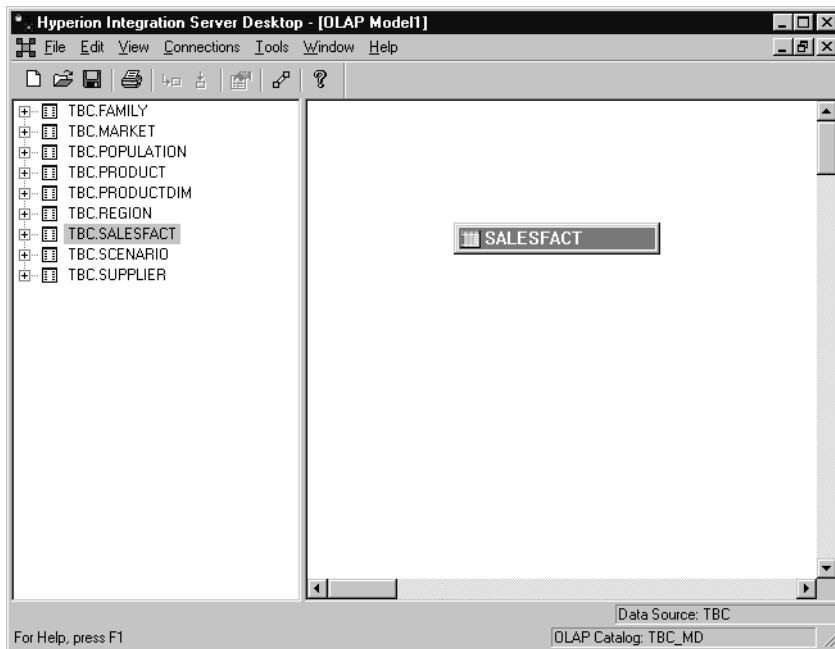 Hyperion Integration Server Desktop - [OLAP Model1]
File Edit View Connections Tools Window Help
TBC.FAMILY
TBC.MARKET
TBC.POPULATION
TBC.PRODUCT
TBC.PRODUCTDIM
TBC.REGION
TBC.SALESFACT
TBC.SCENARIO
TBC.SUPPLIER
SALESFACT
Data Source: TBC
For Help, press F1
OLAP Catalog: TBC_MD